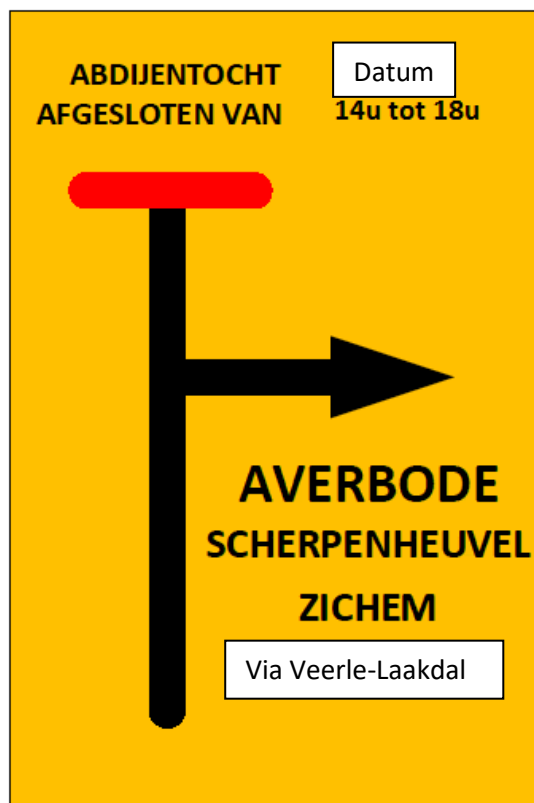 ABDIJENTOCHT Datum
AFGESLOTEN VAN 14u tot 18u
AVERBODE
SCHERPENHEUVEL
ZICHEM
Via Veerle-Laakdal